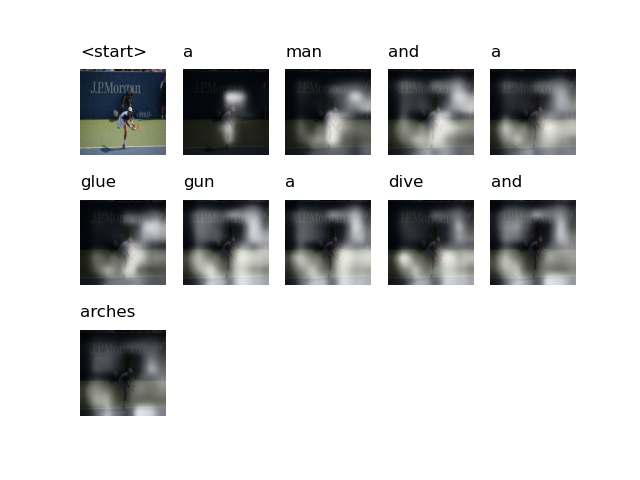 <start> a man and a
J.P.Morgan
glue gun a dive and
arches